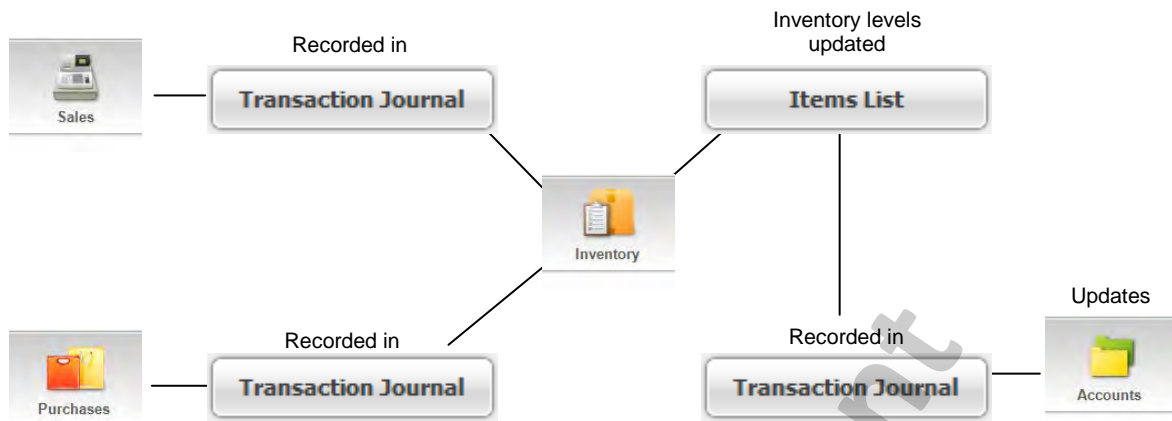 Recorded in
Inventory levels
updated
Sales
Transaction Journal
Items List
Inventory
Recorded in
Recorded in
Updates
Purchases
Transaction Journal
Transaction Journal
Accounts